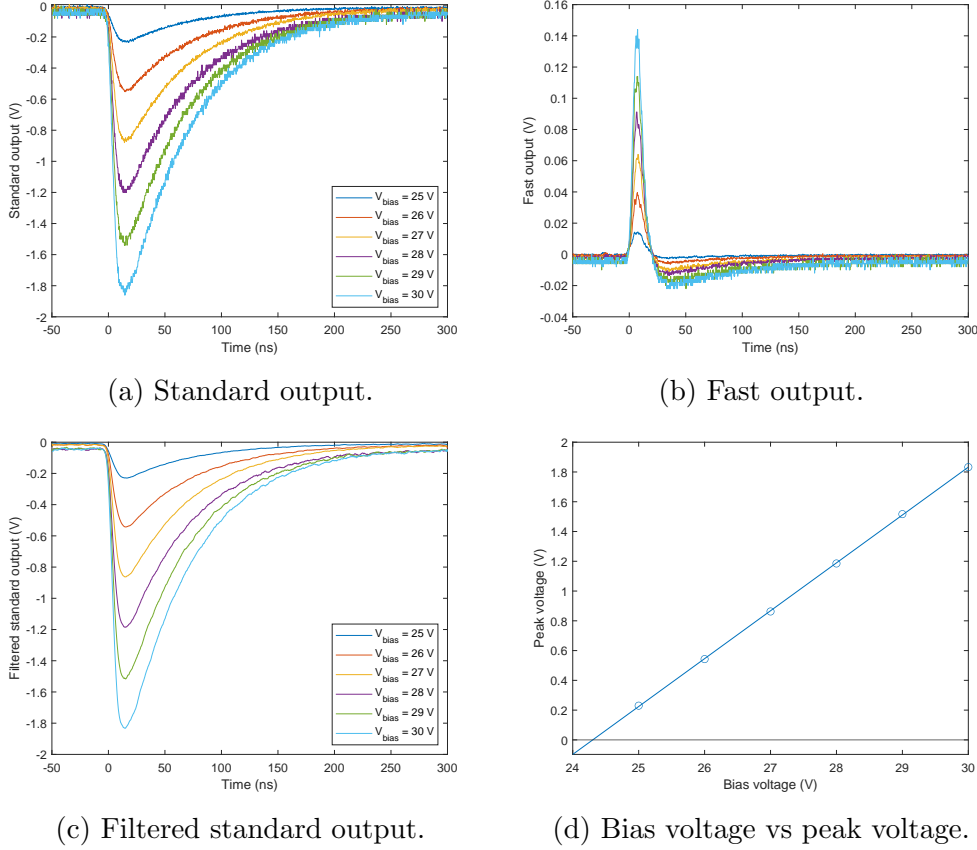 0
-0.2
-0.4
-0.6
-0.8
-1
-1.2
-1.4
-1.6
-1.8
-2
Standard output (V)
V_bias = 25 V
V_bias = 26 V
V_bias = 27 V
V_bias = 28 V
V_bias = 29 V
V_bias = 30 V
-50 0 50 100 150 200 250 300
Time (ns)
(a) Standard output.
0.16
0.14
0.12
0.1
0.08
0.06
0.04
0.02
0
-0.02
-0.04
Fast output (V)
-50 0 50 100 150 200 250 300
Time (ns)
(b) Fast output.
0
-0.2
-0.4
-0.6
-0.8
-1
-1.2
-1.4
-1.6
-1.8
-2
Filtered standard output (V)
V_bias = 25 V
V_bias = 26 V
V_bias = 27 V
V_bias = 28 V
V_bias = 29 V
V_bias = 30 V
-50 0 50 100 150 200 250 300
Time (ns)
(c) Filtered standard output.
2
1.8
1.6
1.4
1.2
1
0.8
0.6
0.4
0.2
0
Peak voltage (V)
24 25 26 27 28 29 30
Bias voltage (V)
(d) Bias voltage vs peak voltage.